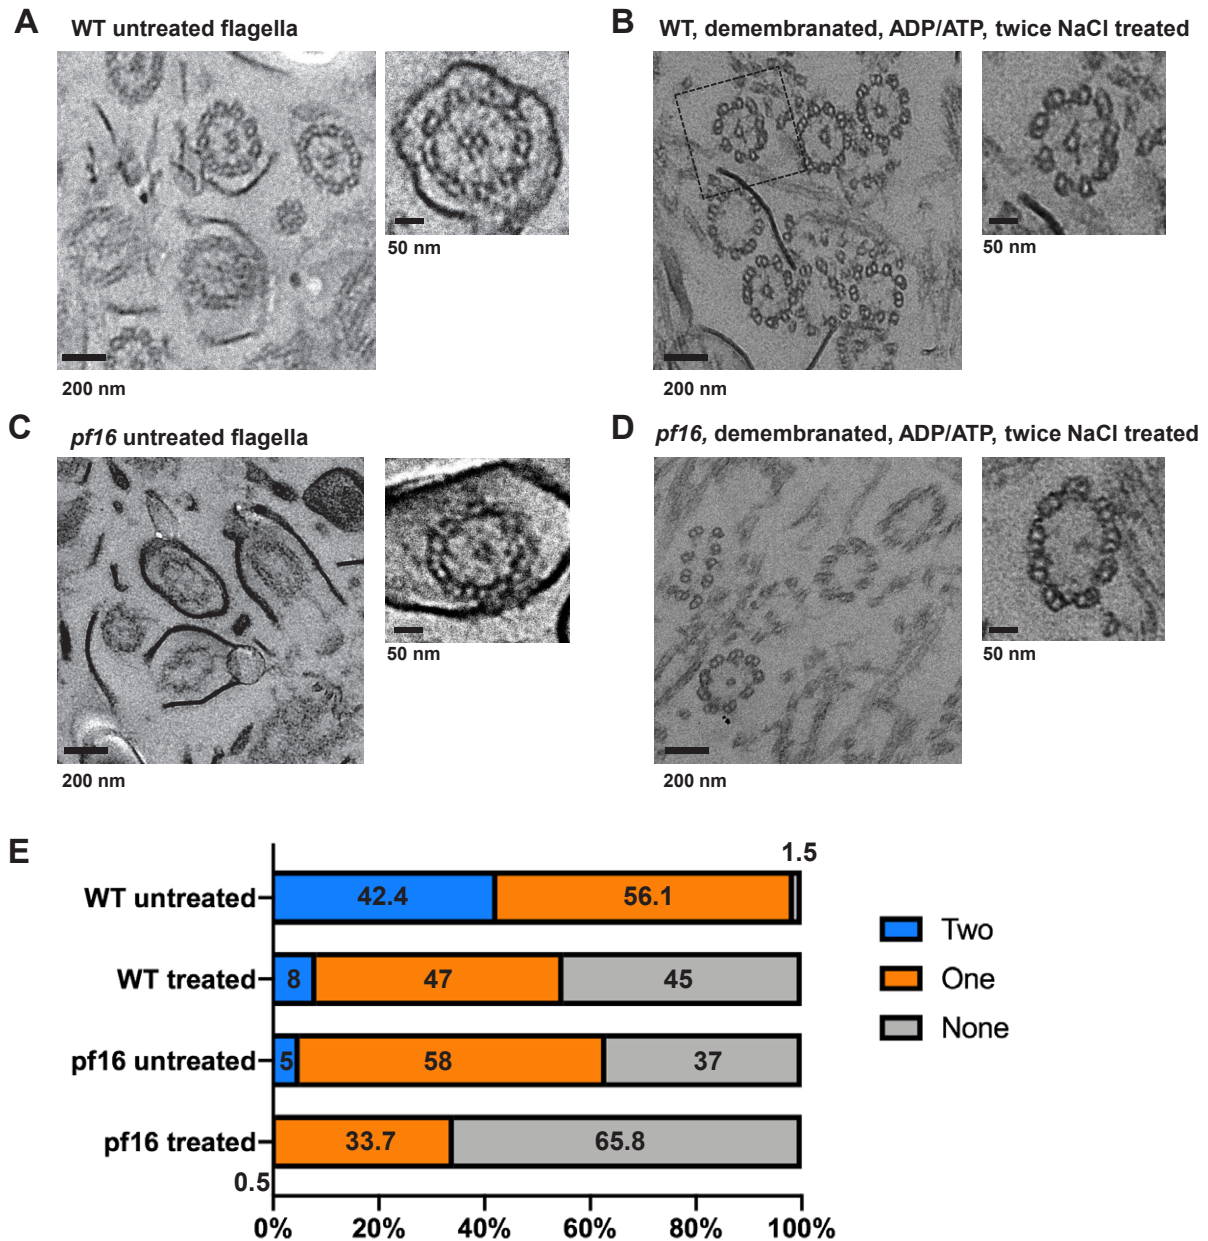 A WT untreated flagella
50 nm
200 nm
B WT, demembranated, ADP/ATP, twice NaCl treated
50 nm
200 nm
C pf16 untreated flagella
50 nm
200 nm
D pf16, demembranated, ADP/ATP, twice NaCl treated
50 nm
200 nm
E
1.5
WT untreated 42.4 56.1
WT treated 8 47 45
pf16 untreated 5 58 37
pf16 treated 33.7 65.8
0.5
0% 20% 40% 60% 80% 100%
Two
One
None